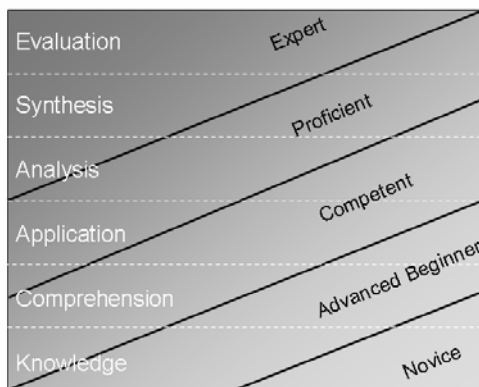 Evaluation
Expert
Synthesis
Proficient
Analysis
Competent
Application
Advanced Beginner
Comprehension
Knowledge
Novice